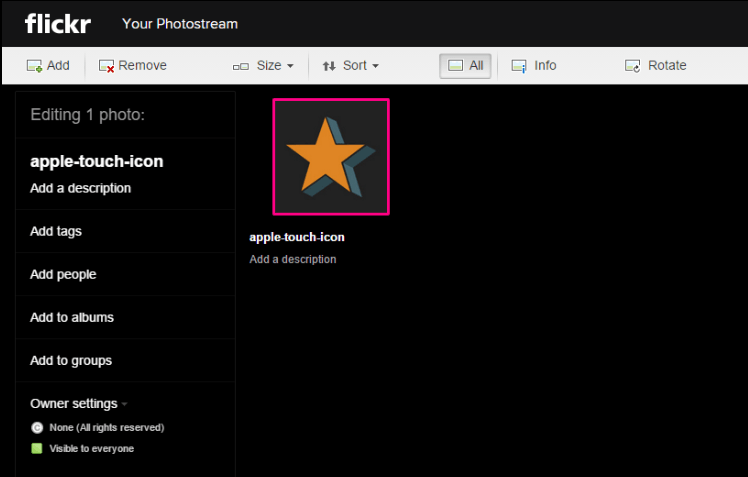 flickr Your Photostream
Add Remove Size Sort All Info Rotate
Editing 1 photo:
apple-touch-icon
Add a description
Add tags
Add people
Add to albums
Add to groups
Owner settings
C None (All rights reserved)
Visible to everyone
apple-touch-icon
Add a description